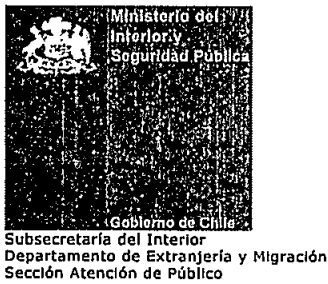 Ministerio del
Interior y
Seguridad Pública
Gobierno de Chile
Subsecretaría del Interior
Departamento de Extranjería y Migración
Sección Atención de Público